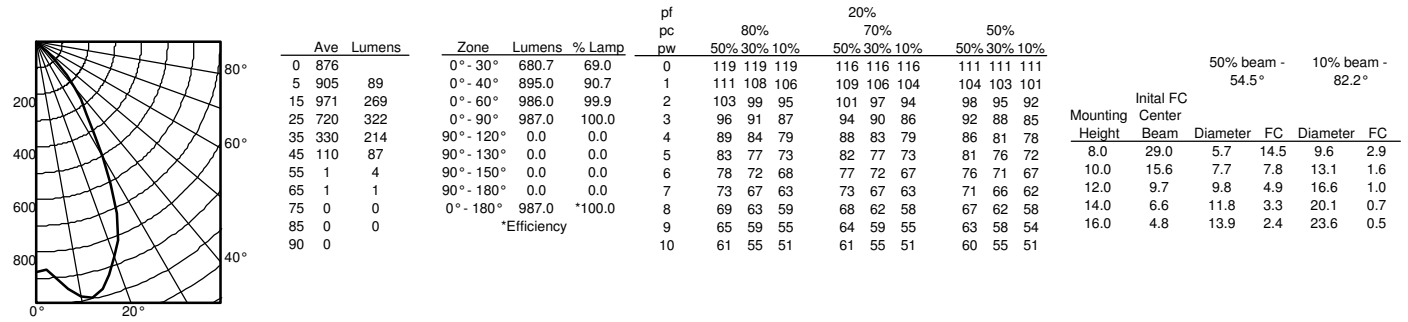 200
400
600
800
80°
60°
40°
0° 20°
Ave Lumens
0 876
5 905 89
15 971 269
25 720 322
35 330 214
45 110 87
55 1 4
65 1 1
75 0 0
85 0 0
90 0
Zone Lumens % Lamp
0° - 30° 680.7 69.0
0° - 40° 895.0 90.7
0° - 60° 986.0 99.9
0° - 90° 987.0 100.0
90° - 120° 0.0 0.0
90° - 130° 0.0 0.0
90° - 150° 0.0 0.0
90° - 180° 0.0 0.0
0° - 180° 987.0 *100.0
*Efficiency
pf 20%
pc 80% 70% 50%
pw 50% 30% 10% 50% 30% 10% 50% 30% 10%
0 119 119 119 116 116 116 111 111 111
1 111 108 106 109 106 104 104 103 101
2 103 99 95 101 97 94 98 95 92
3 96 91 87 94 90 86 92 88 85
4 89 84 79 88 83 79 86 81 78
5 83 77 73 82 77 73 81 76 72
6 78 72 68 77 72 67 76 71 67
7 73 67 63 73 67 63 71 66 62
8 69 63 59 68 62 58 67 62 58
9 65 59 55 64 59 55 63 58 54
10 61 55 51 61 55 51 60 55 51
50% beam - 10% beam -
54.5° 82.2°
Inital FC
Mounting Center
Height Beam Diameter FC Diameter FC
8.0 29.0 5.7 14.5 9.6 2.9
10.0 15.6 7.7 7.8 13.1 1.6
12.0 9.7 9.8 4.9 16.6 1.0
14.0 6.6 11.8 3.3 20.1 0.7
16.0 4.8 13.9 2.4 23.6 0.5